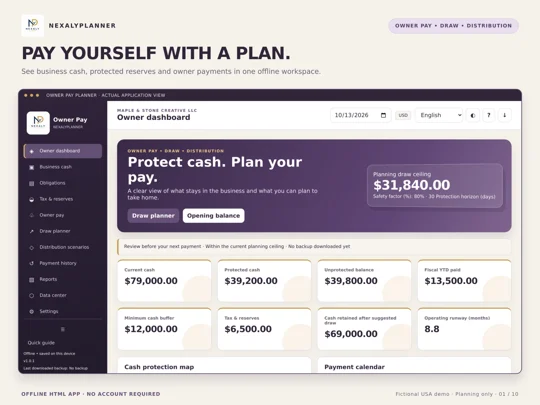 NEXALYPLANNER
OWNER PAY • DRAW • DISTRIBUTION
PAY YOURSELF WITH A PLAN.
See business cash, protected reserves and owner payments in one offline workspace.
OWNER PAY PLANNER · ACTUAL APPLICATION VIEW
NEXALY
Owner Pay
NEXALYPLANNER
Owner dashboard
Business cash
Obligations
Tax & reserves
Owner pay
Draw planner
Distribution scenarios
Payment history
Reports
Data center
Settings
Quick guide
Offline • saved on this device
Last downloaded backup: No backup
MAPLE & STONE CREATIVE LLC
Owner dashboard
10/13/2026
USD
English
?
OWNER PAY • DRAW • DISTRIBUTION
Protect cash. Plan your
pay.
A clear view of what stays in the business and what you can plan to
take home.
Draw planner
Opening balance
Planning draw ceiling
$31,840.00
Safety factor (%): 80% · 30 Protection horizon (days)
Review before your next payment · Within the current planning ceiling · No backup downloaded yet
Current cash
$79,000.00
Protected cash
$39,200.00
Unprotected balance
$39,800.00
Fiscal YTD paid
$13,500.00
Minimum cash buffer
$12,000.00
Tax & reserves
$6,500.00
Cash retained after suggested
draw
$69,000.00
Operating runway (months)
8.8
Cash protection map
Payment calendar
OFFLINE HTML APP · NO ACCOUNT REQUIRED
Fictional USA demo · Planning only · 01 / 10